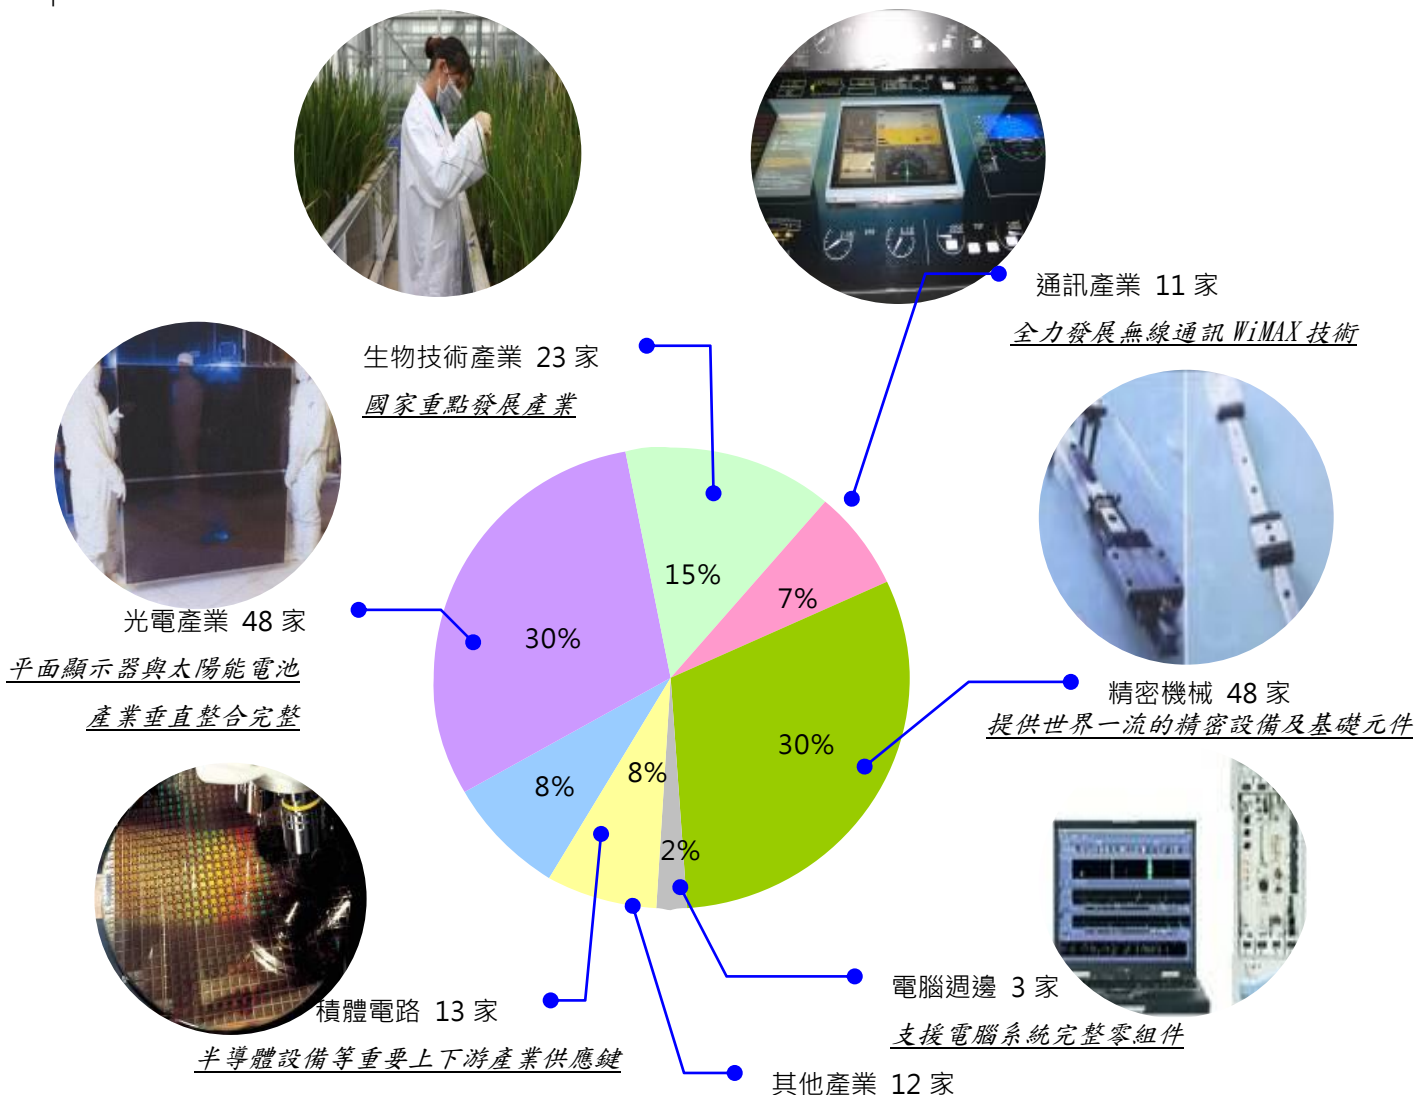 通訊產業 11 家
全力發展無線通訊 WiMAX 技術
生物技術產業 23 家
國家重點發展產業
15%
7%
光電產業 48 家
平面顯示器與太陽能電池
產業垂直整合完整
30%
精密機械 48 家
提供世界一流的精密設備及基礎元件
30%
8%
8%
2%
電腦週邊 3 家
支援電腦系統完整零組件
積體電路 13 家
半導體設備等重要上下游產業供應鍵
其他產業 12 家